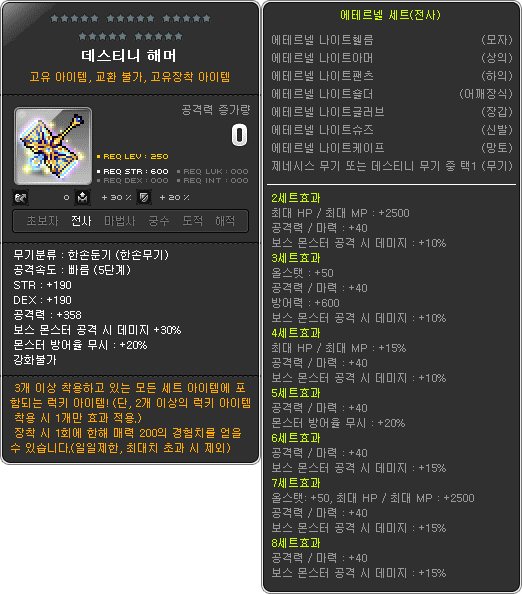 데스티니 해머
고유 아이템, 교환 불가, 고유장착 아이템
공격력 증가량
0
REQ LEV : 250
REQ STR : 600
REQ LUK : 000
REQ DEX : 000
REQ INT : 000
0
+ 30 %
+ 20 %
초보자 전사 마법사 궁수 도적 해적
무기분류 : 한손둔기 (한손무기)
공격속도 : 빠름 (5단계)
STR : +190
DEX : +190
공격력 : +358
보스 몬스터 공격 시 데미지 +30%
몬스터 방어율 무시 : +20%
강화불가
3개 이상 착용하고 있는 모든 세트 아이템에 포
함되는 럭키 아이템! (단, 2개 이상의 럭키 아이템
착용 시 1개만 효과 적용.)
장착 시 1회에 한해 매력 200의 경험치를 얻을
수 있습니다.(일일제한, 최대치 초과 시 제외)
에테르넬 세트(전사)
에테르넬 나이트헬름 (모자)
에테르넬 나이트아머 (상의)
에테르넬 나이트팬츠 (하의)
에테르넬 나이트숄더 (어깨장식)
에테르넬 나이트글러브 (장갑)
에테르넬 나이트슈즈 (신발)
에테르넬 나이트케이프 (망토)
제네시스 무기 또는 데스티니 무기 중 택1 (무기)
2세트효과
최대 HP / 최대 MP : +2500
공격력 / 마력 : +40
보스 몬스터 공격 시 데미지 : +10%
3세트효과
올스탯 : +50
공격력 / 마력 : +40
방어력 : +600
보스 몬스터 공격 시 데미지 : +10%
4세트효과
최대 HP / 최대 MP : +15%
공격력 / 마력 : +40
보스 몬스터 공격 시 데미지 : +10%
5세트효과
공격력 / 마력 : +40
몬스터 방어율 무시 : +20%
6세트효과
공격력 / 마력 : +40
보스 몬스터 공격 시 데미지 : +15%
7세트효과
올스탯: +50, 최대 HP / 최대 MP : +2500
공격력 / 마력 : +40
보스 몬스터 공격 시 데미지 : +15%
8세트효과
공격력 / 마력 : +40
보스 몬스터 공격 시 데미지 : +15%